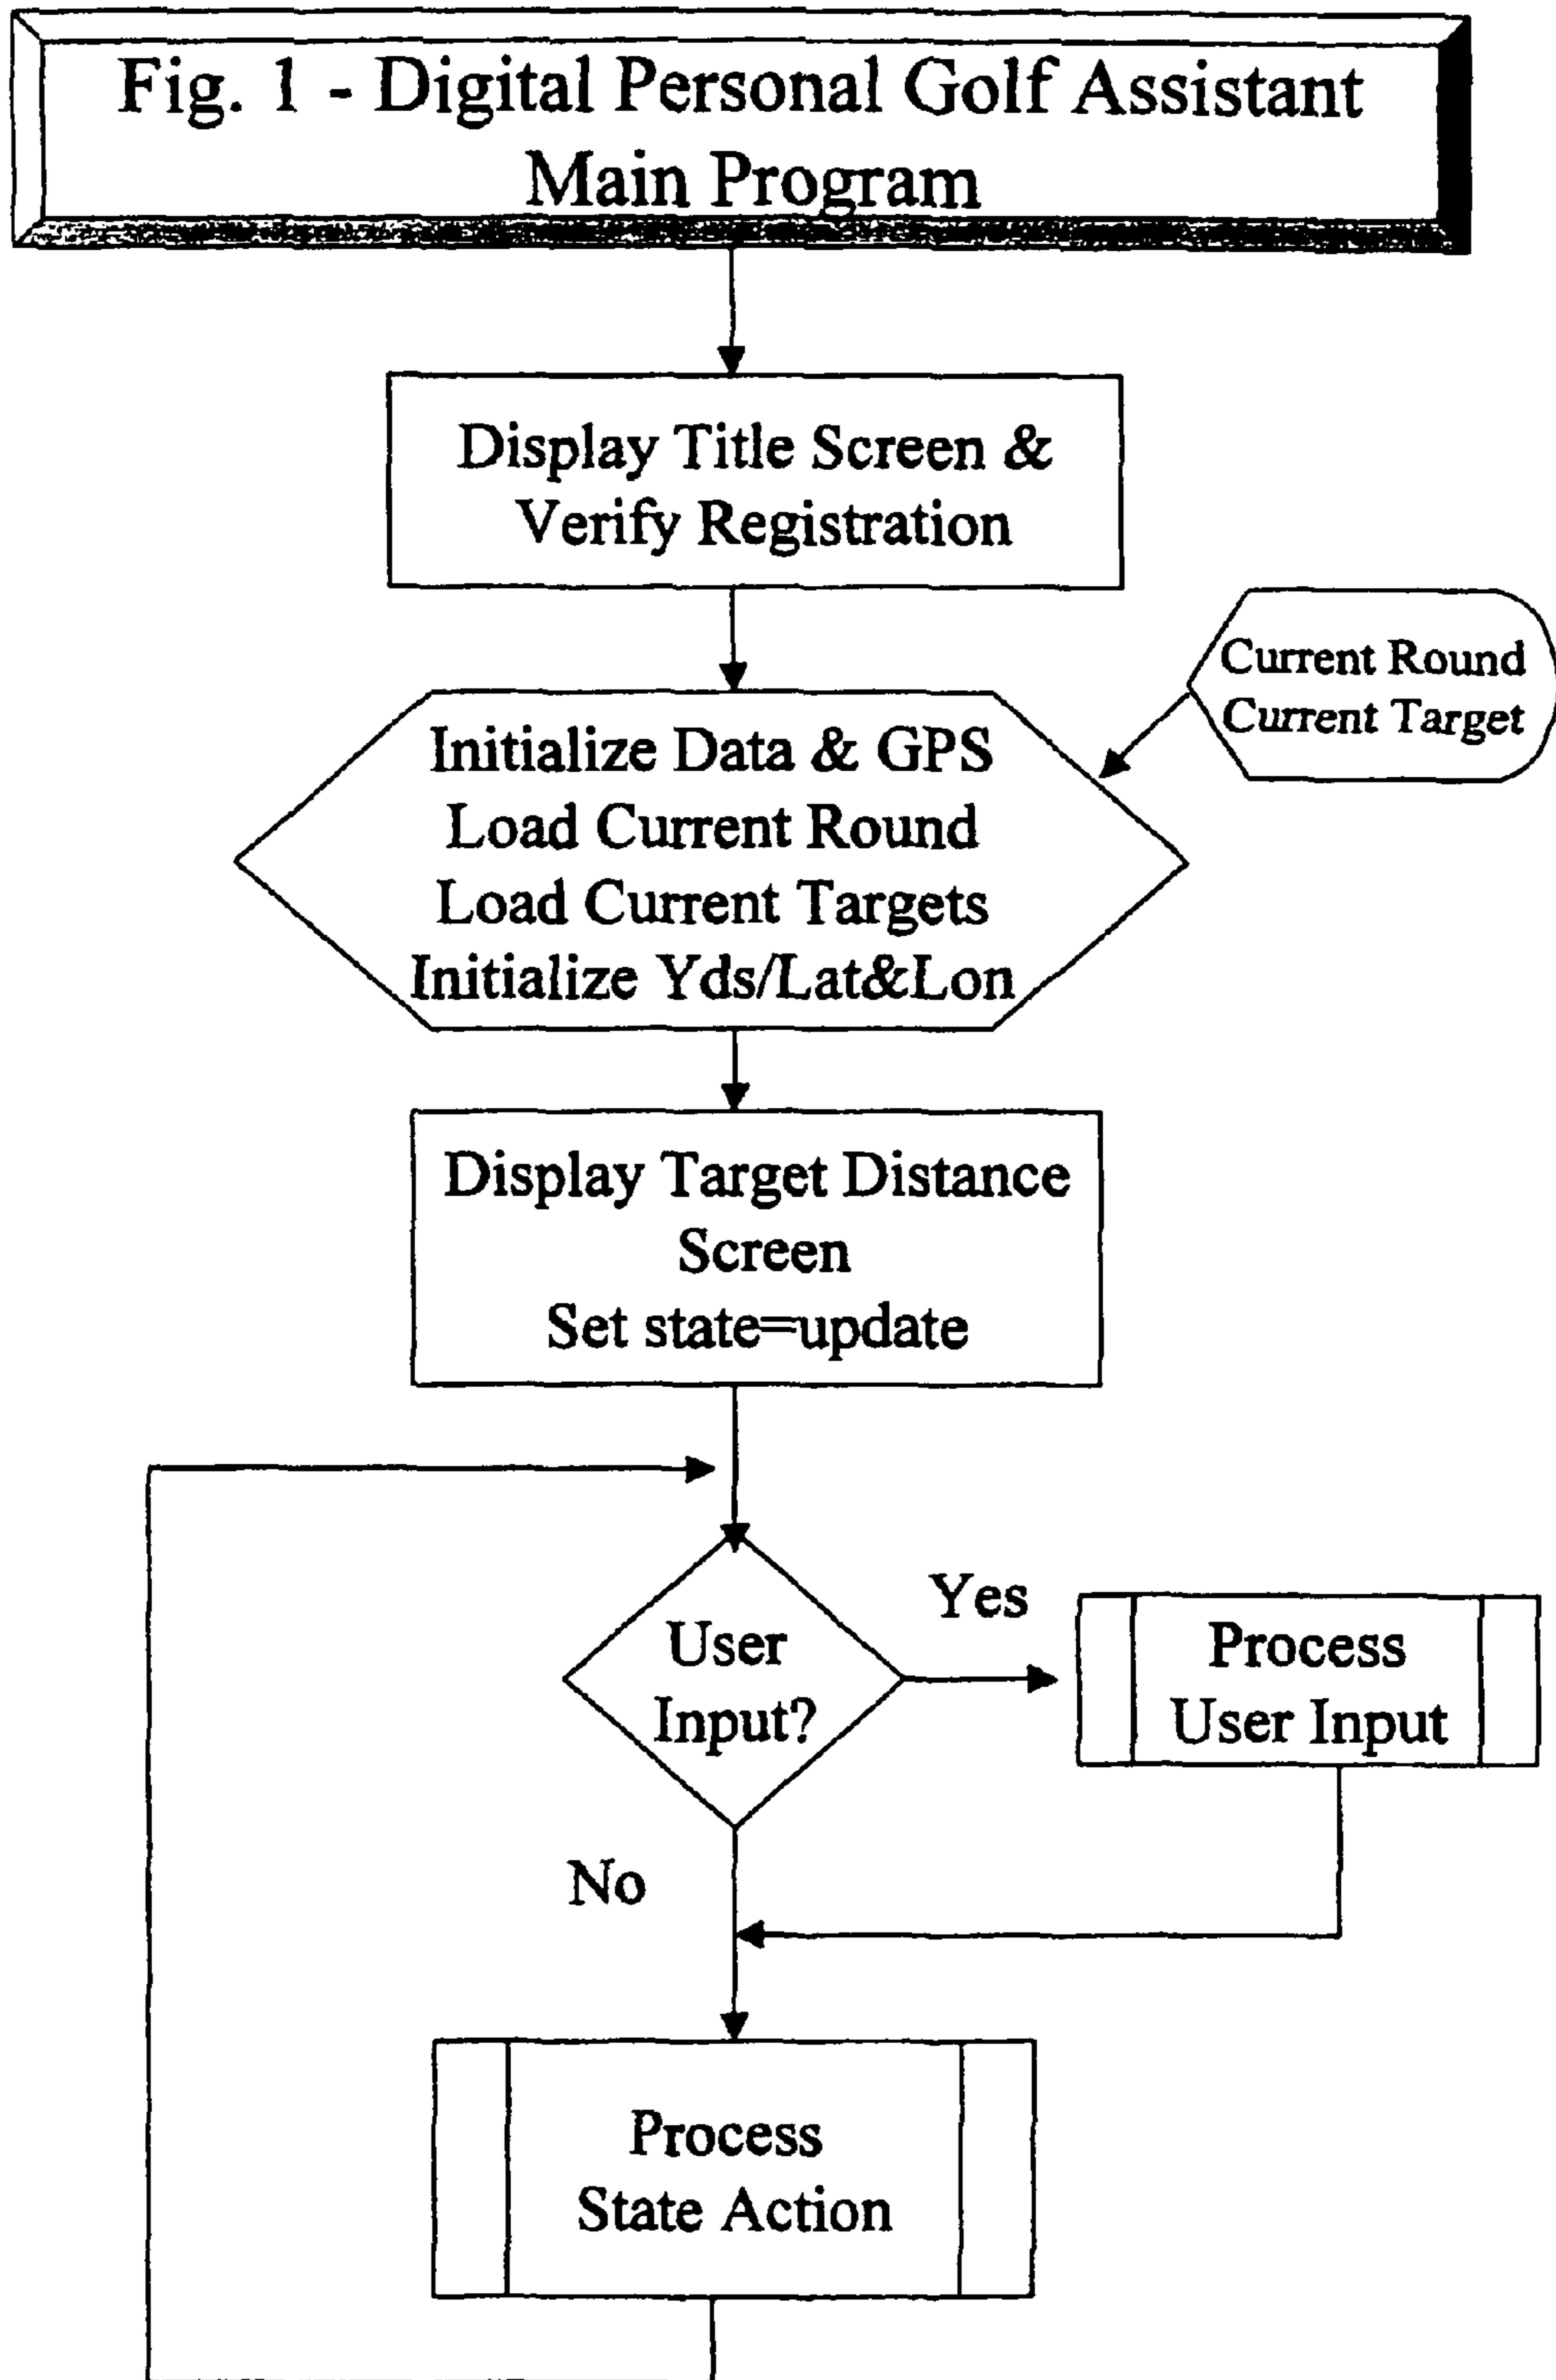 Fig. 1 - Digital Personal Golf Assistant
Main Program
Display Title Screen &
Verify Registration
Current Round
Current Target
Initialize Data & GPS
Load Current Round
Load Current Targets
Initialize Yds/Lat&Lon
Display Target Distance
Screen
Set state=update
User
Input?
Yes
Process
User Input
No
Process
State Action